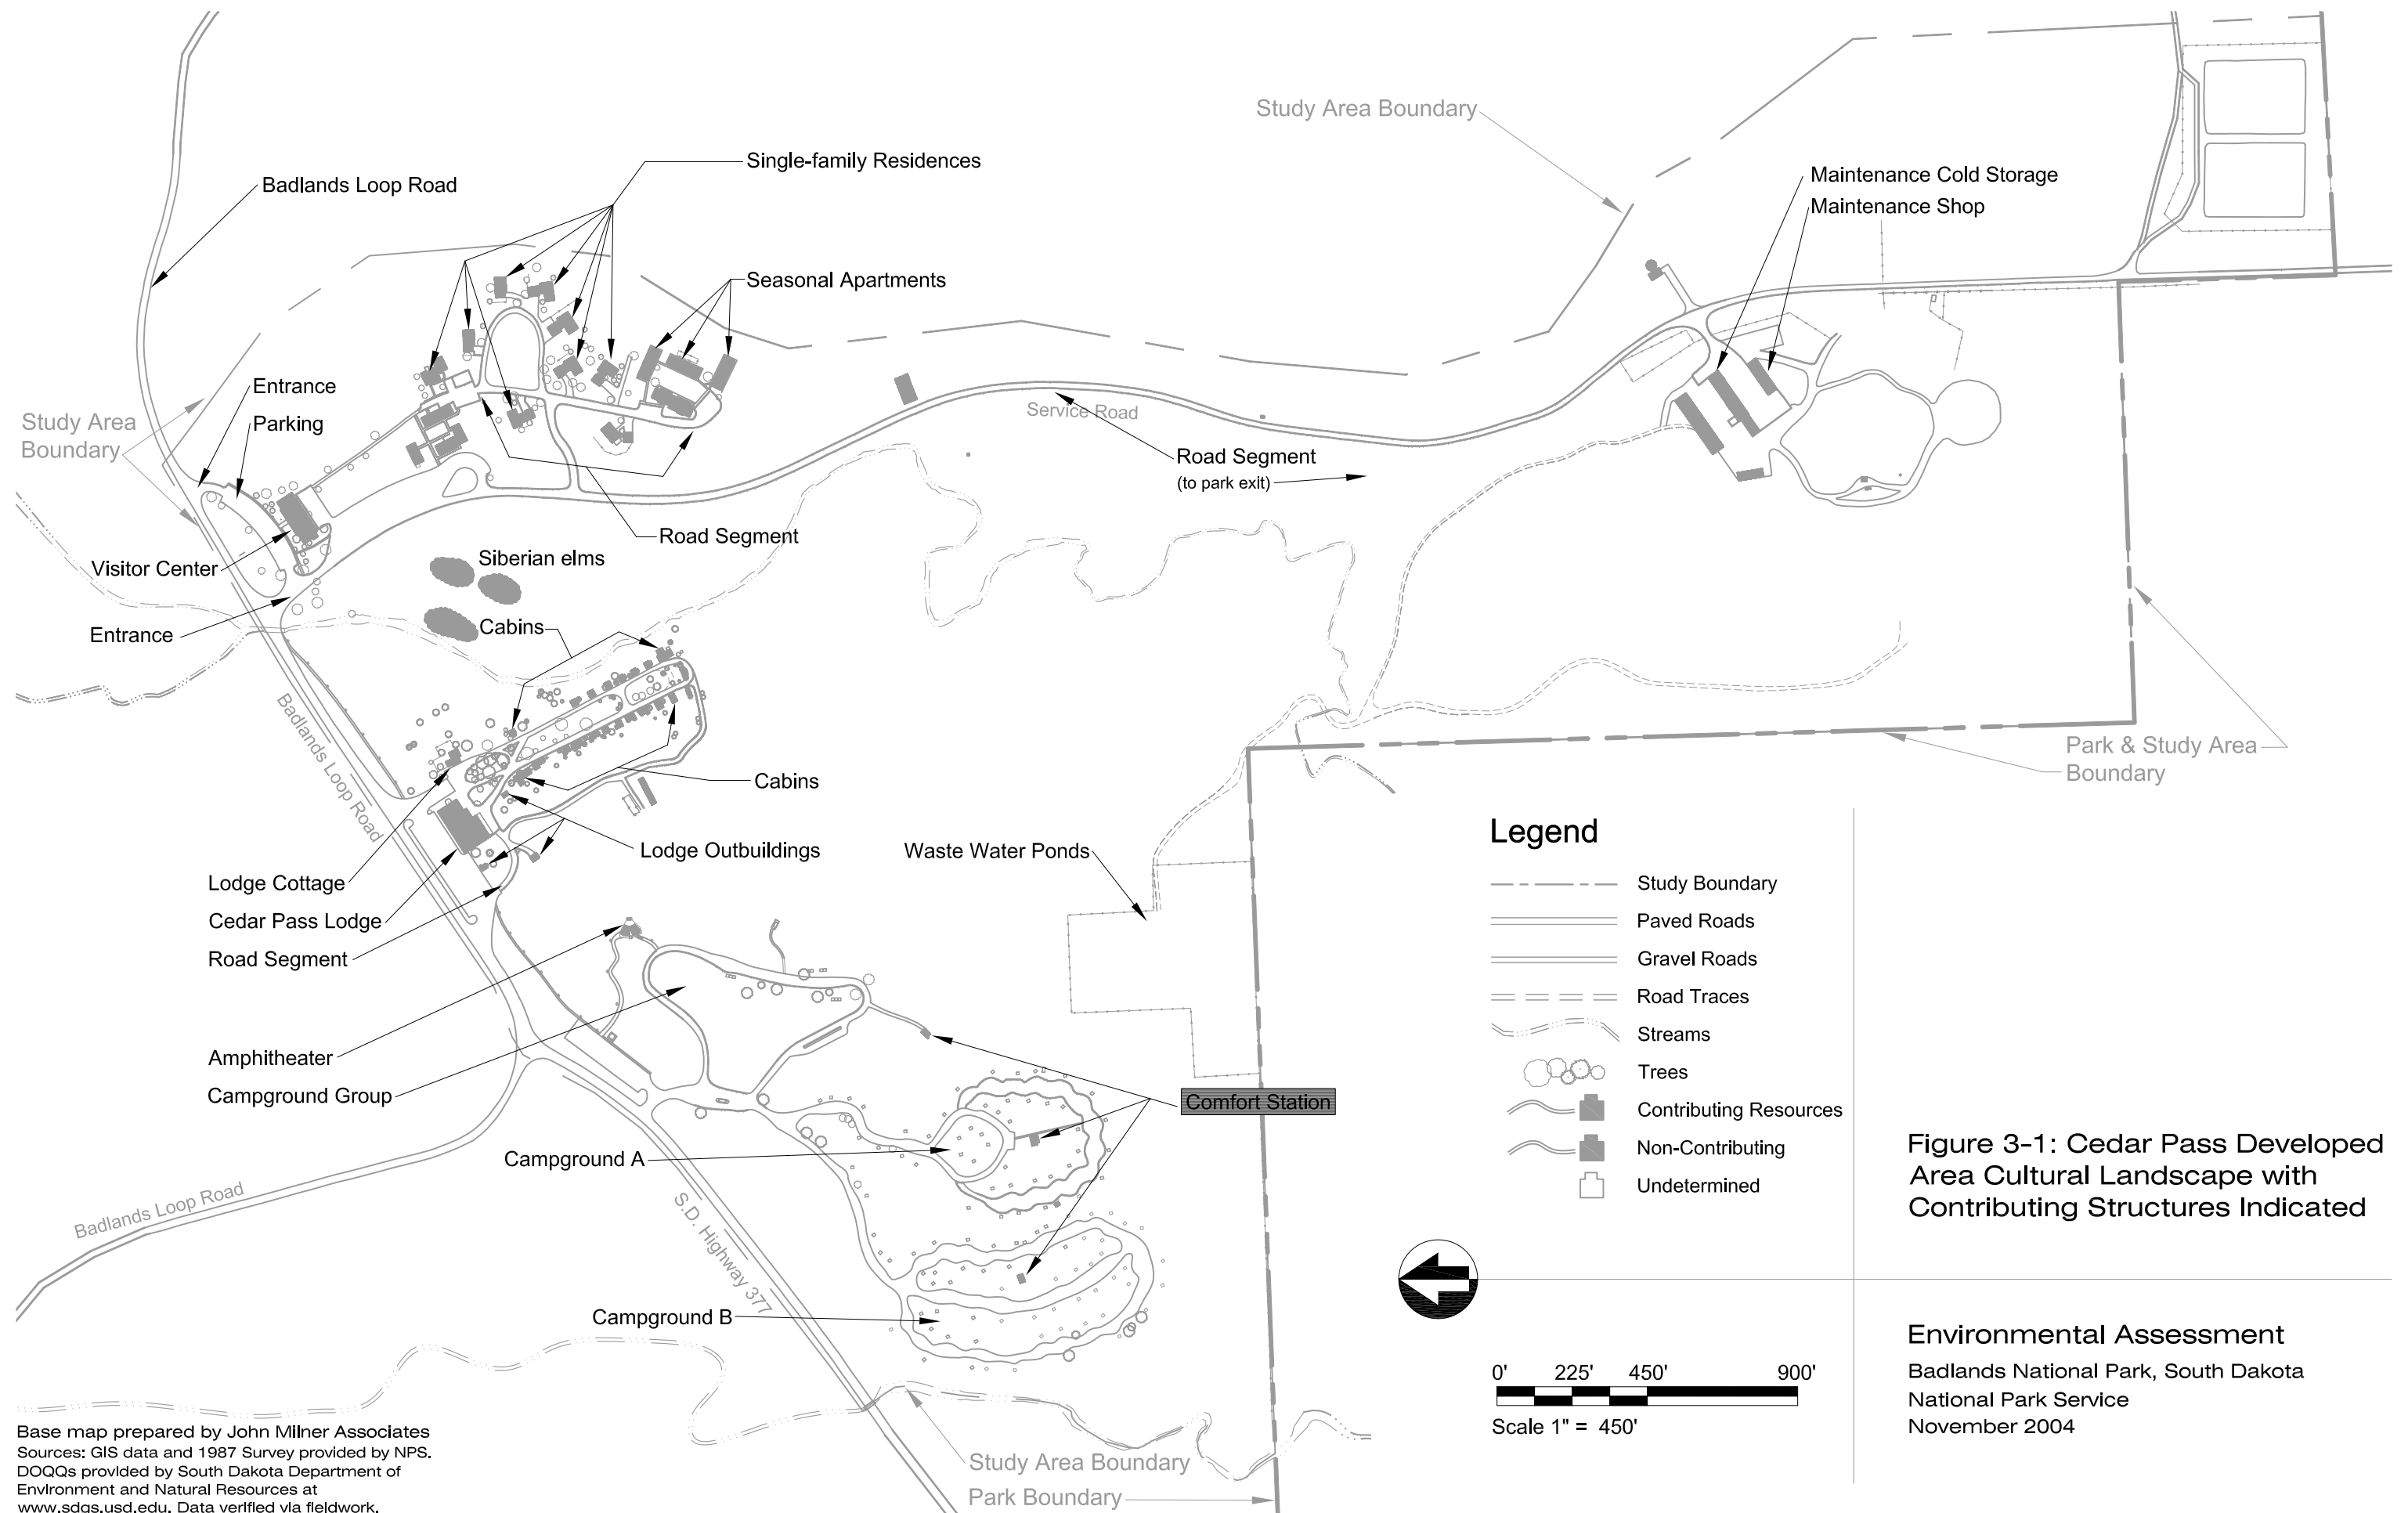 Study Area Boundary
Single-family Residences
Badlands Loop Road
Maintenance Cold Storage
Maintenance Shop
Seasonal Apartments
Entrance
Parking
Study Area
Boundary
Service Road
Road Segment
(to park exit)
Road Segment
Siberian elms
Visitor Center
Cabins
Entrance
Badlands Loop Road
Park & Study Area
Boundary
Cabins
Lodge Outbuildings
Waste Water Ponds
Lodge Cottage
Cedar Pass Lodge
Road Segment
Amphitheater
Campground Group
Comfort Station
Campground A
Badlands Loop Road
S.D. Highway 377
Campground B
Study Area Boundary
Park Boundary
Legend
Study Boundary
Paved Roads
Gravel Roads
Road Traces
Streams
Trees
Contributing Resources
Non-Contributing
Undetermined
0' 225' 450' 900'
Scale 1" = 450'
Figure 3-1: Cedar Pass Developed
Area Cultural Landscape with
Contributing Structures Indicated
Environmental Assessment
Badlands National Park, South Dakota
National Park Service
November 2004
Base map prepared by John Milner Associates
Sources: GIS data and 1987 Survey provided by NPS.
DOQQs provided by South Dakota Department of
Environment and Natural Resources at
www.sdgs.usd.edu. Data verified via fieldwork.